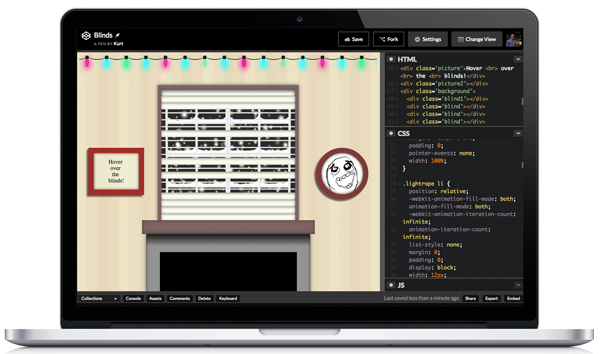 Blinds
A PEN BY Kurt
Save
Fork
Settings
Change View
Hover
over
the
blinds!
HTML
<div class='picture'>Hover <br> over
<br> the <br> blinds!</div>
<div class='picture2'></div>
<div class='background'>
<div class='blind1'></div>
<div class='blind'></div>
<div class='blind'></div>
<div class='blind'></div>
CSS
padding: 0;
pointer-events: none;
width: 100%;
}
.lightrope li {
position: relative;
-webkit-animation-fill-mode: both;
animation-fill-mode: both;
-webkit-animation-iteration-count:
infinite;
animation-iteration-count:
infinite;
list-style: none;
margin: 0;
padding: 0;
display: block;
width: 12px;
JS
Collections
Console
Assets
Comments
Delete
Keyboard
Last saved less than a minute ago
Share
Export
Embed